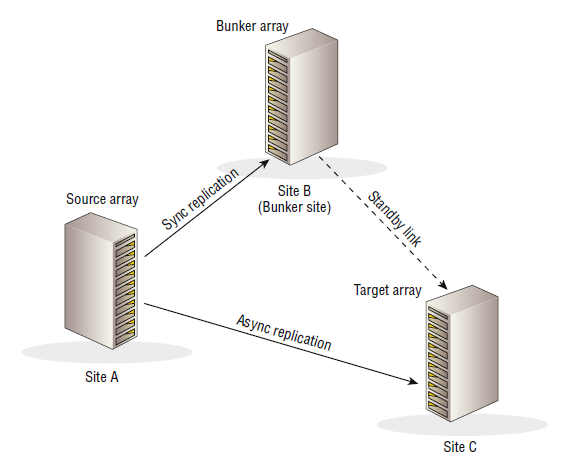 Bunker array
Sync replication
Site B
(Bunker site)
Standby link
Source array
Target array
Async replication
Site A
Site C